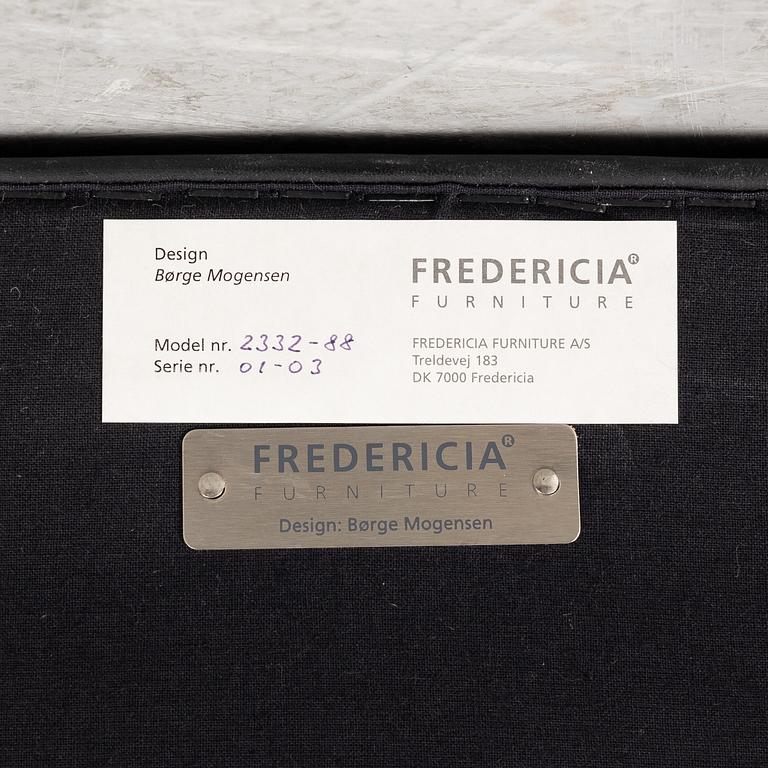 Design
Børge Mogensen
Model nr. 2332-88
Serie nr. 01-03
FREDERICIA®
FURNITURE
FREDERICIA FURNITURE A/S
Treldevej 183
DK 7000 Fredericia
FREDERICIA®
FURNITURE
Design: Børge Mogensen